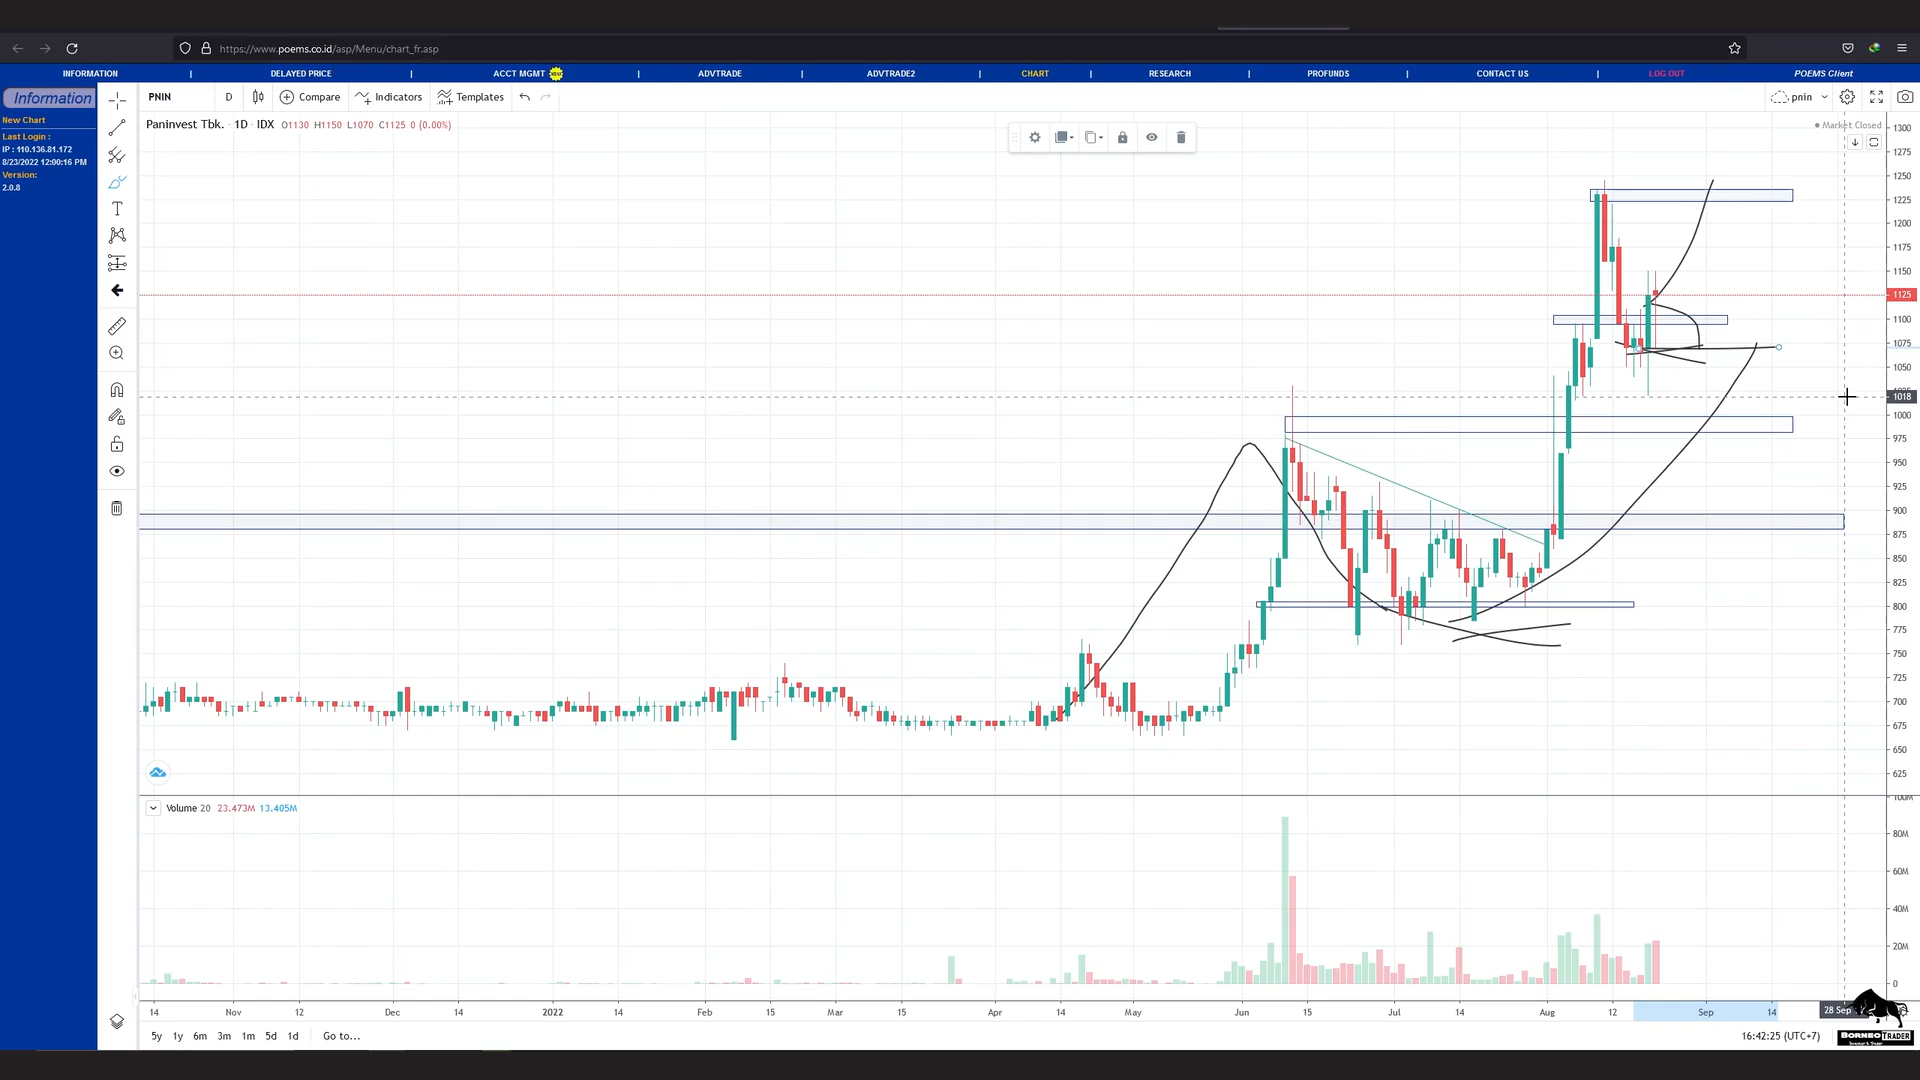 https://www.poems.co.id/asp/Menu/chart_fr.asp
INFORMATION | DELAYED PRICE | ACCT MGMT | ADVTRADE | ADVTRADE2 | CHART | RESEARCH | PROFUNDS | CONTACT US | LOG OUT POEMS Client
Information
New Chart
Last Login :
IP : 110.136.81.172
8/23/2022 12:00:16 PM
Version:
2.0.8
PNIN D Compare Indicators Templates pnin
Paninvest Tbk. · 1D · IDX O1130 H1150 L1070 C1125 0 (0.00%)
Market Closed
1300
1275
1250
1225
1200
1175
1150
1125
1100
1075
1050
1018
1000
975
950
925
900
875
850
825
800
775
750
725
700
675
650
625
Volume 20 23.473M 13.405M
100M
80M
60M
40M
20M
0
14 Nov 12 Dec 14 2022 14 Feb 15 Mar 15 Apr 14 May Jun 15 Jul 14 Aug 12 Sep 14 28 Sep
5y 1y 6m 3m 1m 5d 1d Go to... 16:42:25 (UTC+7)
BORNEO TRADER